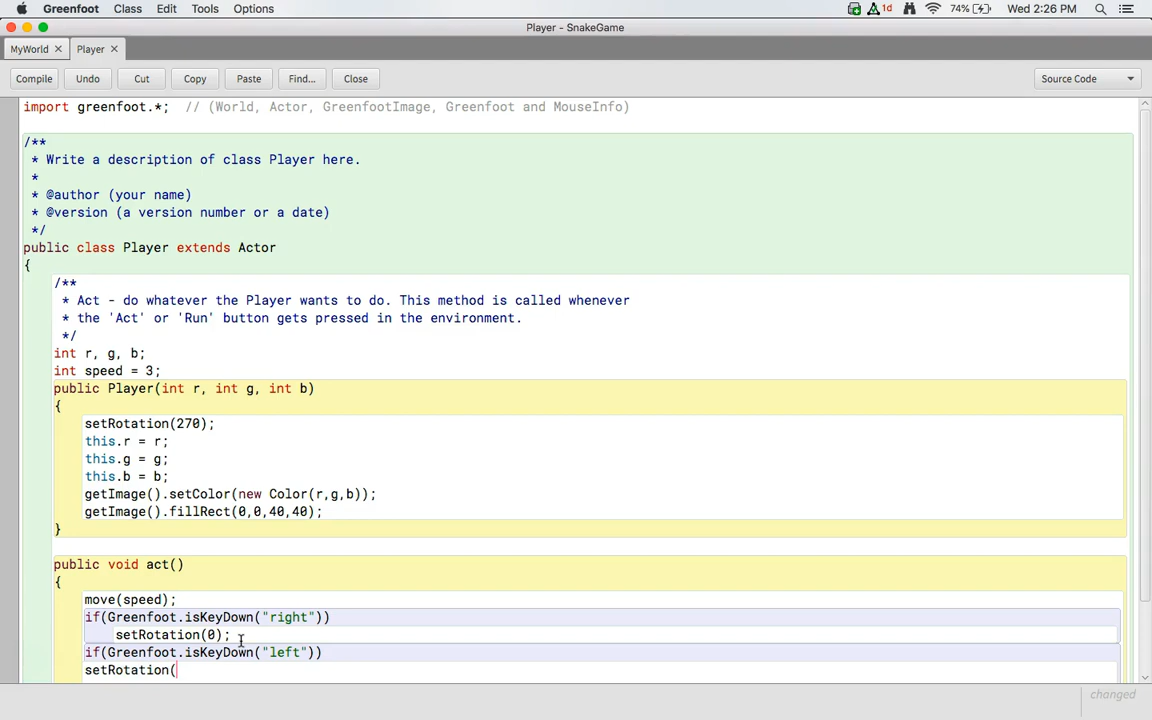 Greenfoot Class Edit Tools Options 1d 74% Wed 2:26 PM
Player - SnakeGame
MyWorld Player
Compile Undo Cut Copy Paste Find... Close Source Code
import greenfoot.*;  // (World, Actor, GreenfootImage, Greenfoot and MouseInfo)
/**
 * Write a description of class Player here.
 *
 * @author (your name)
 * @version (a version number or a date)
 */
public class Player extends Actor
{
/**
 * Act - do whatever the Player wants to do. This method is called whenever
 * the 'Act' or 'Run' button gets pressed in the environment.
 */
int r, g, b;
int speed = 3;
public Player(int r, int g, int b)
{
setRotation(270);
this.r = r;
this.g = g;
this.b = b;
getImage().setColor(new Color(r,g,b));
getImage().fillRect(0,0,40,40);
}
public void act()
{
move(speed);
if(Greenfoot.isKeyDown("right"))
setRotation(0);
if(Greenfoot.isKeyDown("left"))
setRotation(
changed